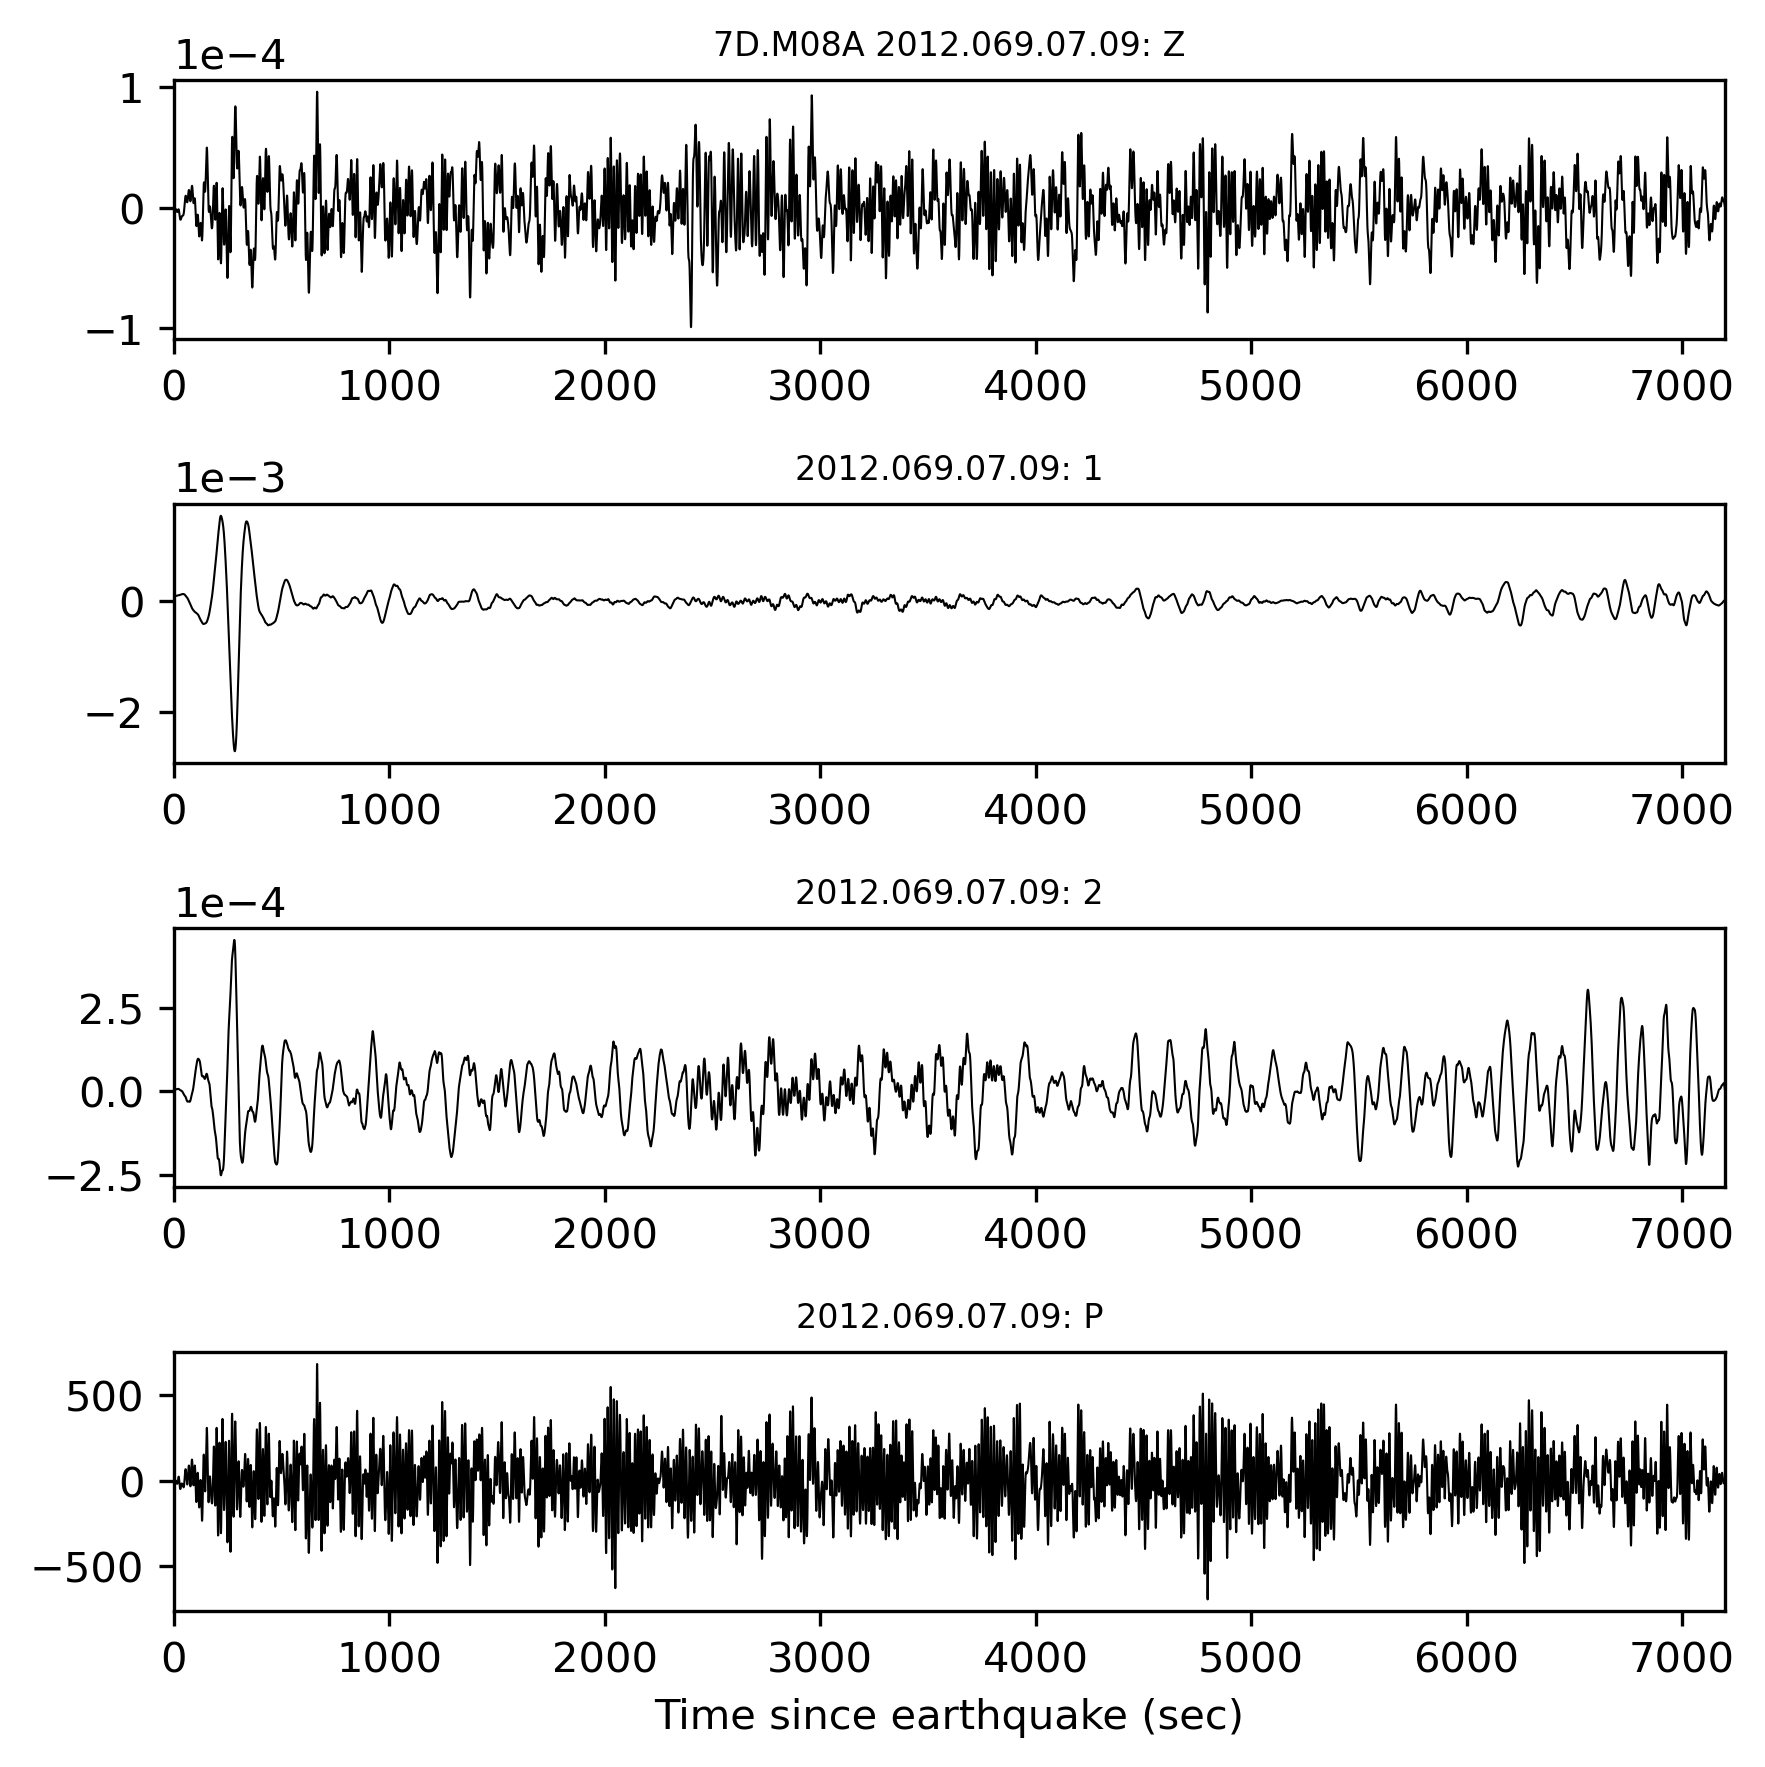 7D.M08A 2012.069.07.09: Z
1e−4
1
0
−1
0 1000 2000 3000 4000 5000 6000 7000
2012.069.07.09: 1
1e−3
0
−2
0 1000 2000 3000 4000 5000 6000 7000
2012.069.07.09: 2
1e−4
2.5
0.0
−2.5
0 1000 2000 3000 4000 5000 6000 7000
2012.069.07.09: P
500
0
−500
0 1000 2000 3000 4000 5000 6000 7000
Time since earthquake (sec)